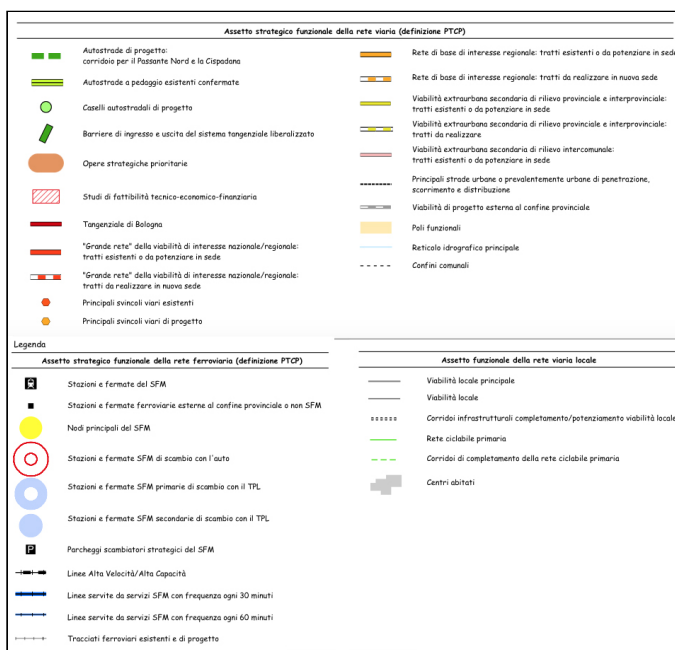 Assetto strategico funzionale della rete viaria (definizione PTCP)
Autostrade di progetto:
corridoio per il Passante Nord e la Cispadana
Autostrade a pedaggio esistenti confermate
Caselli autostradali di progetto
Barriere di ingresso e uscita del sistema tangenziale liberalizzato
Opere strategiche prioritarie
Studi di fattibilità tecnico-economico-finanziaria
Tangenziale di Bologna
"Grande rete" della viabilità di interesse nazionale/regionale:
tratti esistenti o da potenziare in sede
"Grande rete" della viabilità di interesse nazionale/regionale:
tratti da realizzare in nuova sede
Principali svincoli viari esistenti
Principali svincoli viari di progetto
Rete di base di interesse regionale: tratti esistenti o da potenziare in sede
Rete di base di interesse regionale: tratti da realizzare in nuova sede
Viabilità extraurbana secondaria di rilievo provinciale e interprovinciale:
tratti esistenti o da potenziare in sede
Viabilità extraurbana secondaria di rilievo provinciale e interprovinciale:
tratti da realizzare
Viabilità extraurbana secondaria di rilievo intercomunale:
tratti esistenti o da potenziare in sede
Principali strade urbane o prevalentemente urbane di penetrazione,
scorrimento e distribuzione
Viabilità di progetto esterna al confine provinciale
Poli funzionali
Reticolo idrografico principale
Confini comunali
Legenda
Assetto strategico funzionale della rete ferroviaria (definizione PTCP)
Stazioni e fermate del SFM
Stazioni e fermate ferroviarie esterne al confine provinciale o non SFM
Nodi principali del SFM
Stazioni e fermate SFM di scambio con l'auto
Stazioni e fermate SFM primarie di scambio con il TPL
Stazioni e fermate SFM secondarie di scambio con il TPL
P
Parcheggi scambiatori strategici del SFM
Linee Alta Velocità/Alta Capacità
Linee servite da servizi SFM con frequenza ogni 30 minuti
Linee servite da servizi SFM con frequenza ogni 60 minuti
Tracciati ferroviari esistenti e di progetto
Assetto funzionale della rete viaria locale
Viabilità locale principale
Viabilità locale
Corridoi infrastrutturali completamento/potenziamento viabilità locale
Rete ciclabile primaria
Corridoi di completamento della rete ciclabile primaria
Centri abitati